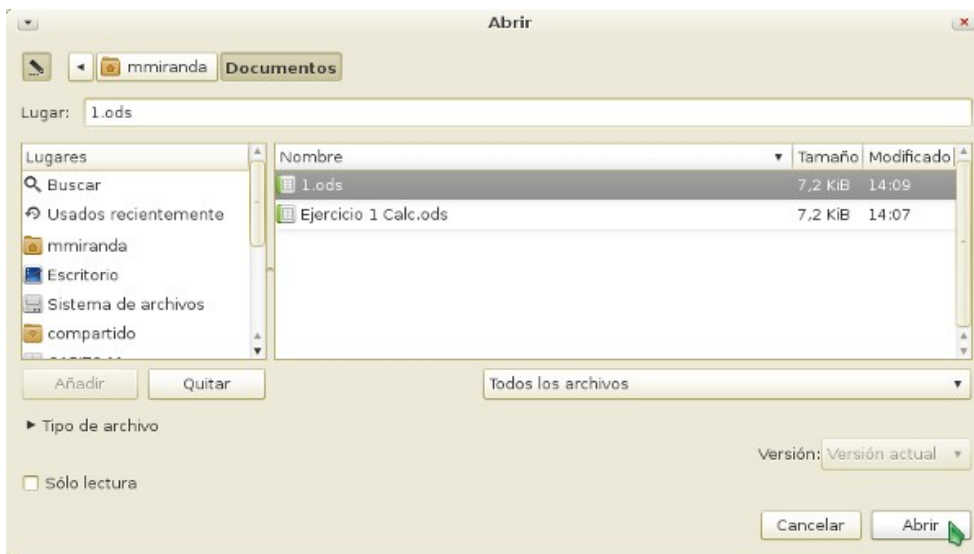 Abrir
mmiranda Documentos
Lugar: 1.ods
Lugares
Buscar
Usados recientemente
mmiranda
Escritorio
Sistema de archivos
compartido
Nombre Tamaño Modificado
1.ods 7,2 KiB 14:09
Ejercicio 1 Calc.ods 7,2 KiB 14:07
Añadir Quitar Todos los archivos
Tipo de archivo
Versión: Versión actual
Sólo lectura
Cancelar Abrir